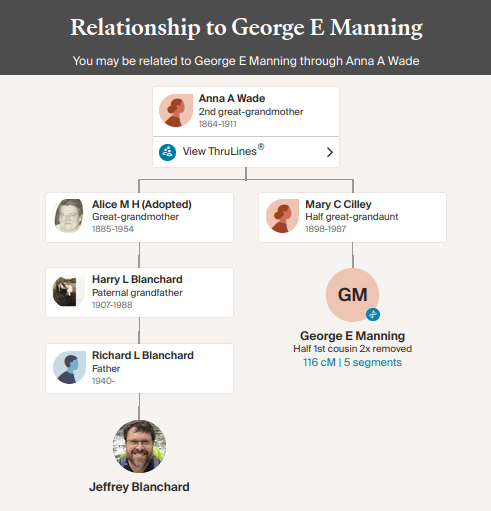 Relationship to George E Manning
You may be related to George E Manning through Anna A Wade
Anna A Wade
2nd great-grandmother
1864-1911
View ThruLines®
Alice M H (Adopted)
Great-grandmother
1885-1954
Mary C Cilley
Half great-grandaunt
1898-1987
Harry L Blanchard
Paternal grandfather
1907-1988
GM
George E Manning
Half 1st cousin 2x removed
116 cM | 5 segments
Richard L Blanchard
Father
1940-
Jeffrey Blanchard